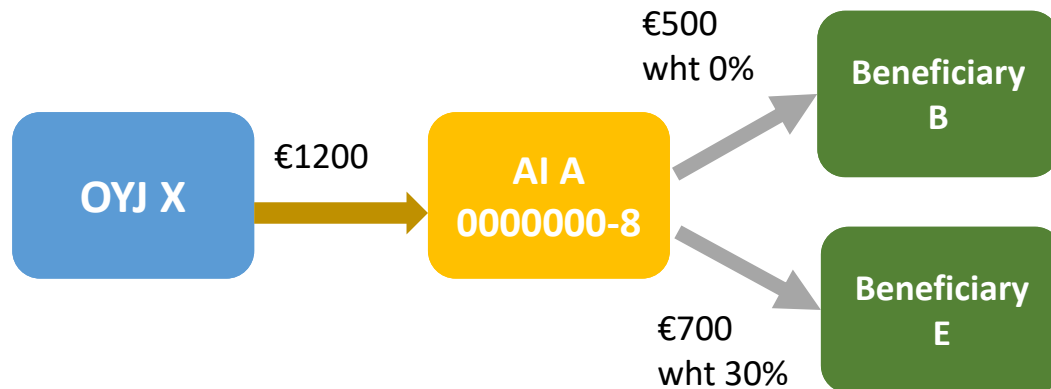 OYJ X
€1200
AI A
0000000-8
€500
wht 0%
Beneficiary
B
€700
wht 30%
Beneficiary
E